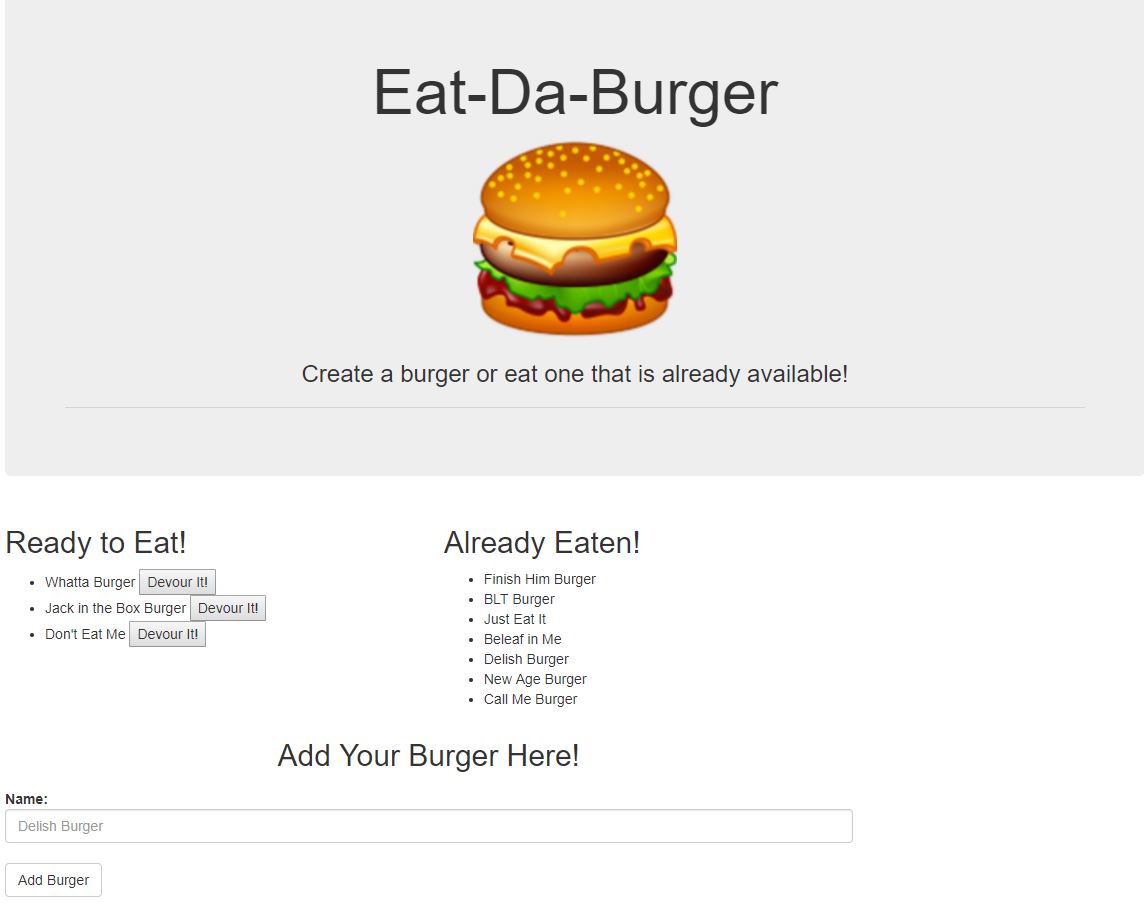 Eat-Da-Burger
Create a burger or eat one that is already available!
Ready to Eat!
Whatta Burger Devour It!
Jack in the Box Burger Devour It!
Don't Eat Me Devour It!
Already Eaten!
Finish Him Burger
BLT Burger
Just Eat It
Beleaf in Me
Delish Burger
New Age Burger
Call Me Burger
Add Your Burger Here!
Name:
Delish Burger
Add Burger